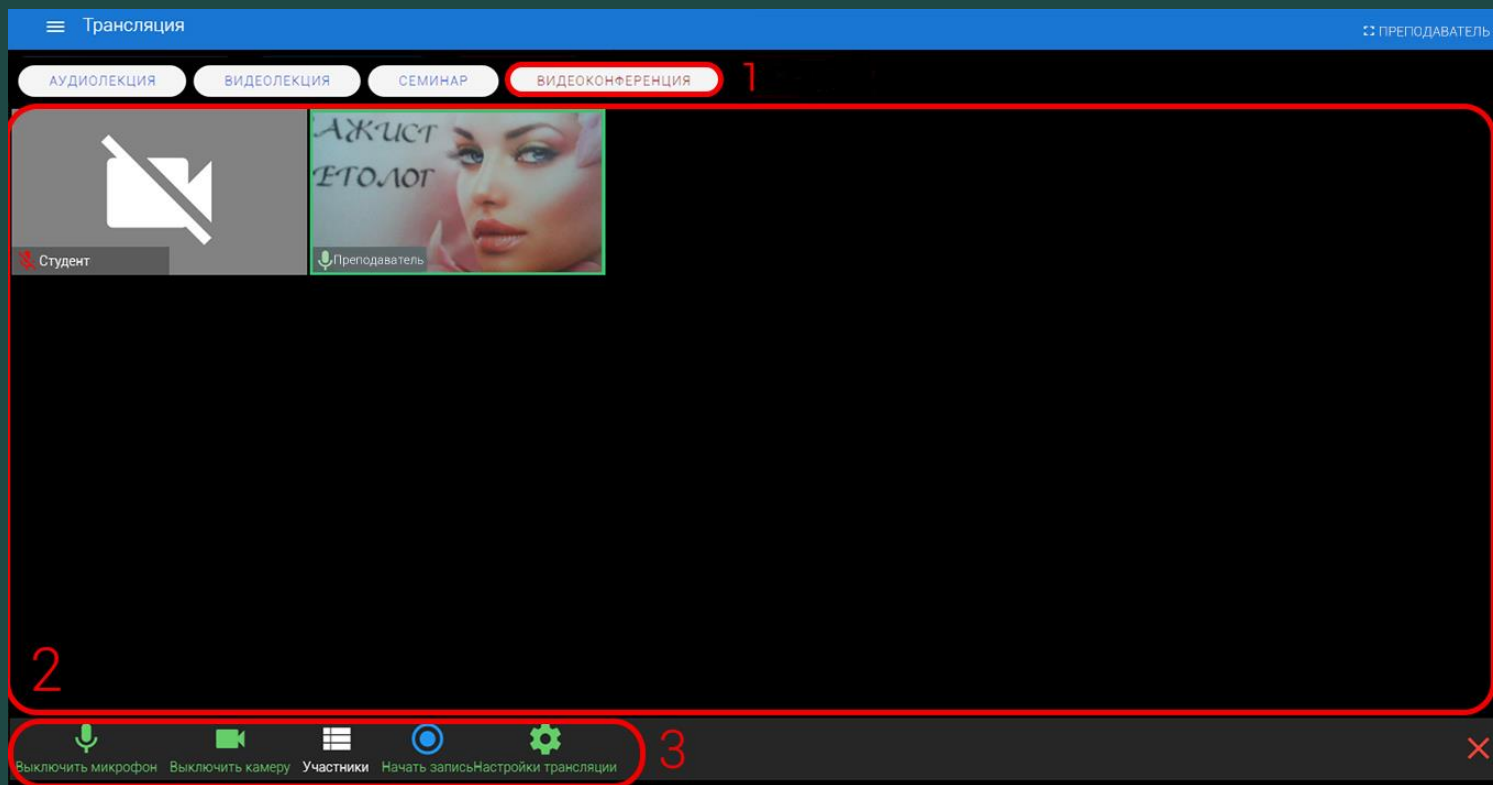 Трансляция
ПРЕПОДАВАТЕЛЬ
АУДИОЛЕКЦИЯ
ВИДЕОЛЕКЦИЯ
СЕМИНАР
ВИДЕОКОНФЕРЕНЦИЯ
1
АЖИСТ
ЕТОЛОГ
Студент
Преподаватель
2
Выключить микрофон
Выключить камеру
Участники
Начать запись
Настройки трансляции
3